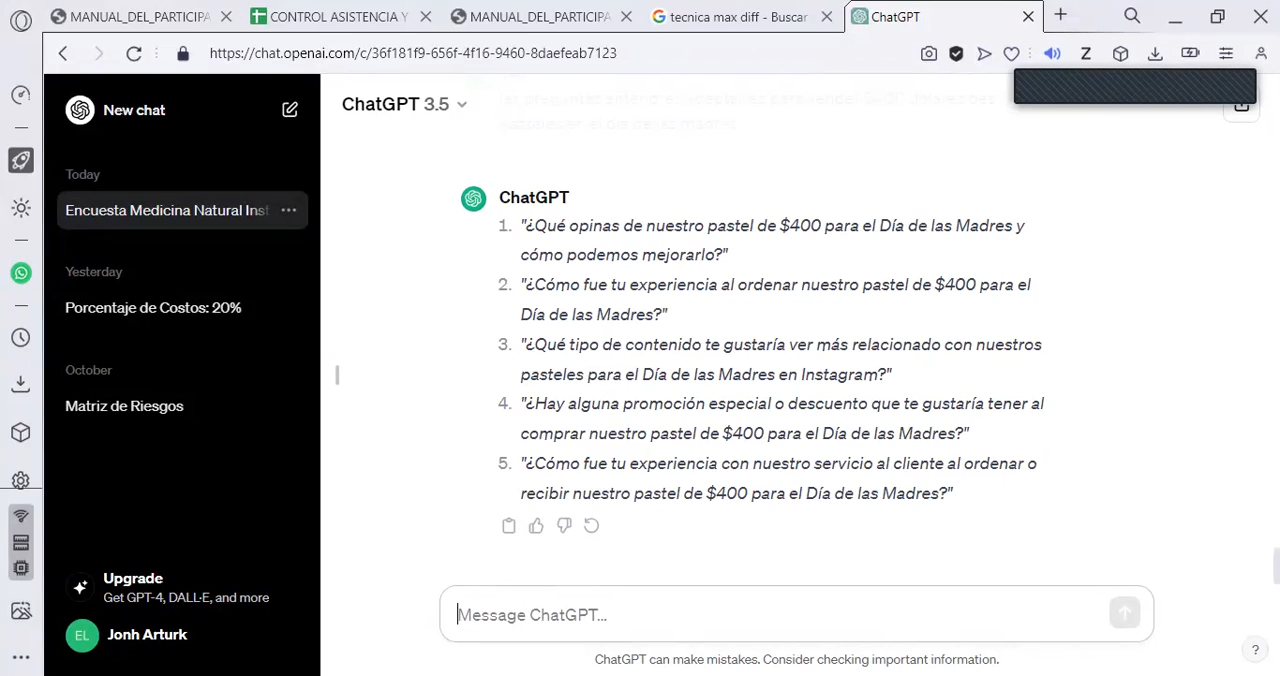 MANUAL_DEL_PARTICIPA
CONTROL ASISTENCIA Y
MANUAL_DEL_PARTICIPA
tecnica max diff - Buscar
ChatGPT
https://chat.openai.com/c/36f181f9-656f-4f16-9460-8daefeab7123
Z
New chat
Today
Encuesta Medicina Natural Inst
Yesterday
Porcentaje de Costos: 20%
October
Matriz de Riesgos
Upgrade
Get GPT-4, DALL·E, and more
EL
Jonh Arturk
ChatGPT 3.5
ChatGPT
1. "¿Qué opinas de nuestro pastel de $400 para el Día de las Madres y
cómo podemos mejorarlo?"
2. "¿Cómo fue tu experiencia al ordenar nuestro pastel de $400 para el
Día de las Madres?"
3. "¿Qué tipo de contenido te gustaría ver más relacionado con nuestros
pasteles para el Día de las Madres en Instagram?"
4. "¿Hay alguna promoción especial o descuento que te gustaría tener al
comprar nuestro pastel de $400 para el Día de las Madres?"
5. "¿Cómo fue tu experiencia con nuestro servicio al cliente al ordenar o
recibir nuestro pastel de $400 para el Día de las Madres?"
Message ChatGPT...
ChatGPT can make mistakes. Consider checking important information.
?